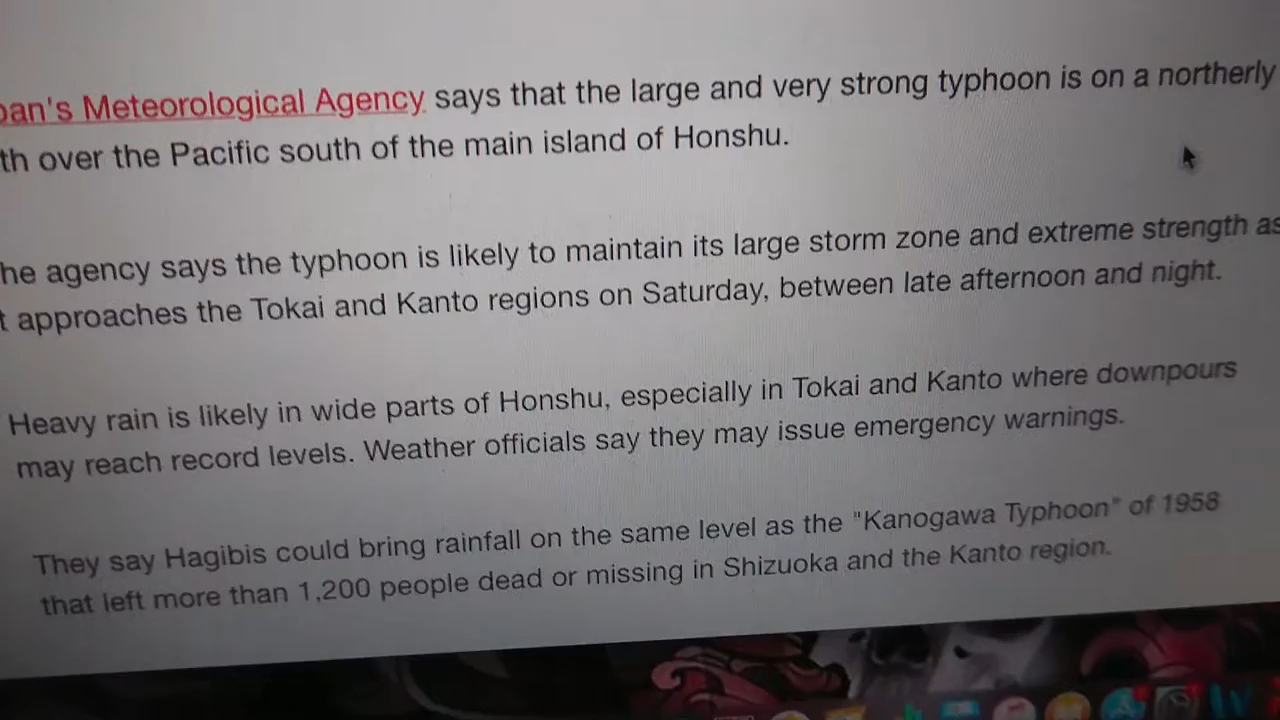 pan's Meteorological Agency says that the large and very strong typhoon is on a northerly
th over the Pacific south of the main island of Honshu.
he agency says the typhoon is likely to maintain its large storm zone and extreme strength as
t approaches the Tokai and Kanto regions on Saturday, between late afternoon and night.
Heavy rain is likely in wide parts of Honshu, especially in Tokai and Kanto where downpours
may reach record levels. Weather officials say they may issue emergency warnings.
They say Hagibis could bring rainfall on the same level as the "Kanogawa Typhoon" of 1958
that left more than 1,200 people dead or missing in Shizuoka and the Kanto region.